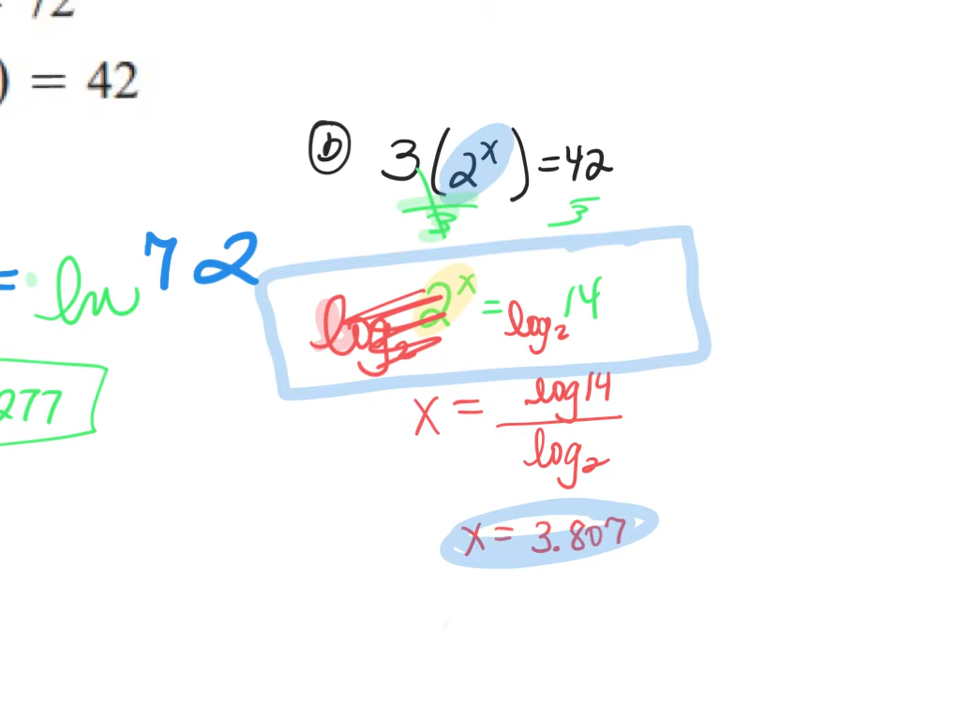 = 72
) = 42
b 3(2^x) = 42
3 3
= ln 72
log₂ 2^x = log₂ 14
277
x = log 14
log 2
x = 3.807